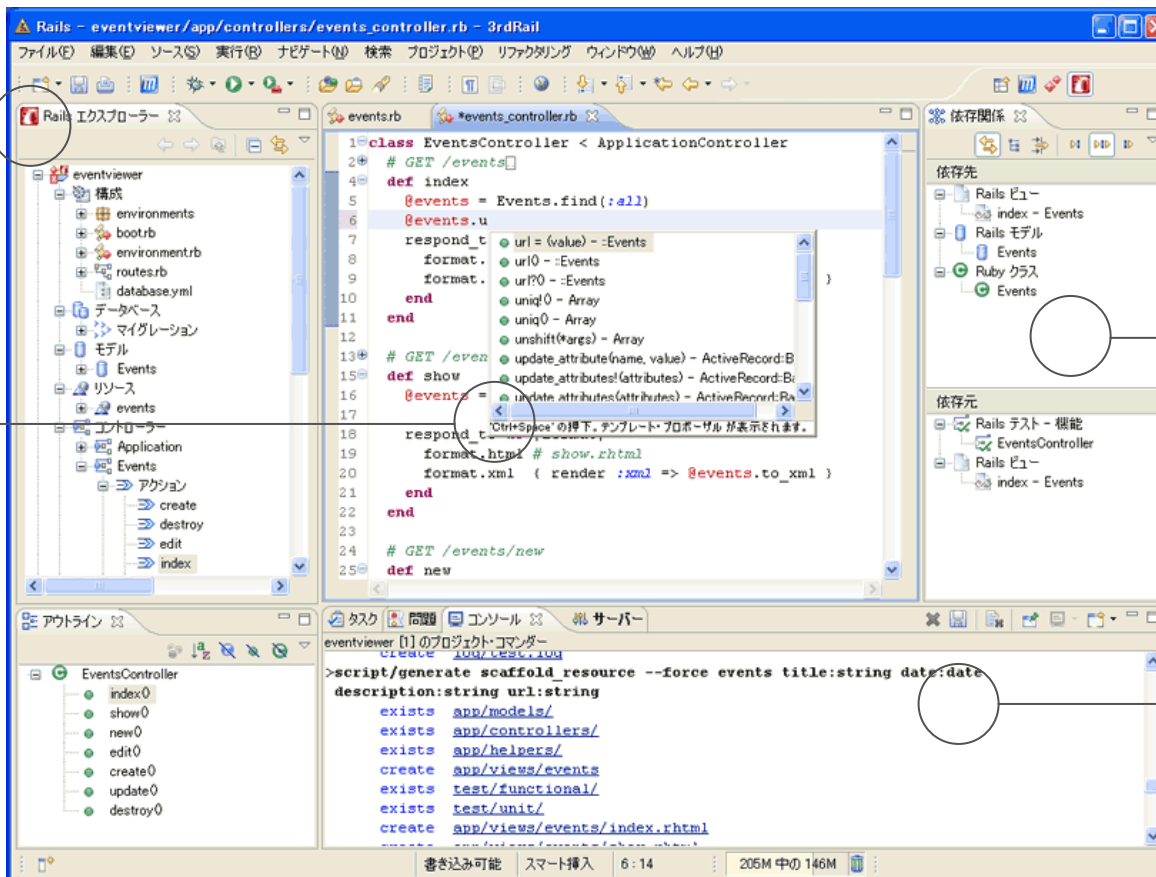 Rails - eventviewer/app/controllers/events_controller.rb - 3rdRail
ファイル(F) 編集(E) ソース(S) 実行(R) ナビゲート(N) 検索 プロジェクト(P) リファクタリング ウィンドウ(W) ヘルプ(H)
Rails エクスプローラー
eventviewer
構成
environments
boot.rb
environment.rb
routes.rb
database.yml
データベース
マイグレーション
モデル
Events
リソース
events
コントローラー
Application
Events
アクション
create
destroy
edit
index
events.rb *events_controller.rb
1 class EventsController < ApplicationController
2 # GET /events
4 def index
5 @events = Events.find(:all)
6 @events.u
7 respond_t
8 format.
9 format. }
10 end
11 end
12
13 # GET /even
15 def show
16 @events =
17
18 respond_to
19 format.html # show.rhtml
20 format.xml { render :xml => @events.to_xml }
21 end
22 end
23
24 # GET /events/new
25 def new
url = (value) - ::Events
url() - ::Events
url?() - ::Events
uniq!() - Array
uniq() - Array
unshift(*args) - Array
update_attribute(name, value) - ActiveRecord::B
update_attributes!(attributes) - ActiveRecord::Ba
update_attributes(attributes) - ActiveRecord::Ba
'Ctrl+Space' の押下。テンプレート・プロポーザル が表示されます。
依存関係
依存先
Rails ビュー
index - Events
Rails モデル
Events
Ruby クラス
Events
依存元
Rails テスト - 機能
EventsController
Rails ビュー
index - Events
アウトライン
EventsController
index()
show()
new()
edit()
create()
update()
destroy()
タスク 問題 コンソール サーバー
eventviewer [1] のプロジェクト・コマンダー
create log/test.log
>script/generate scaffold_resource --force events title:string date:date
description:string url:string
exists app/models/
exists app/controllers/
exists app/helpers/
create app/views/events
exists test/functional/
exists test/unit/
create app/views/events/index.rhtml
create app/views/events/show.rhtml
書き込み可能 スマート挿入 6 : 14 205M 中の 146M